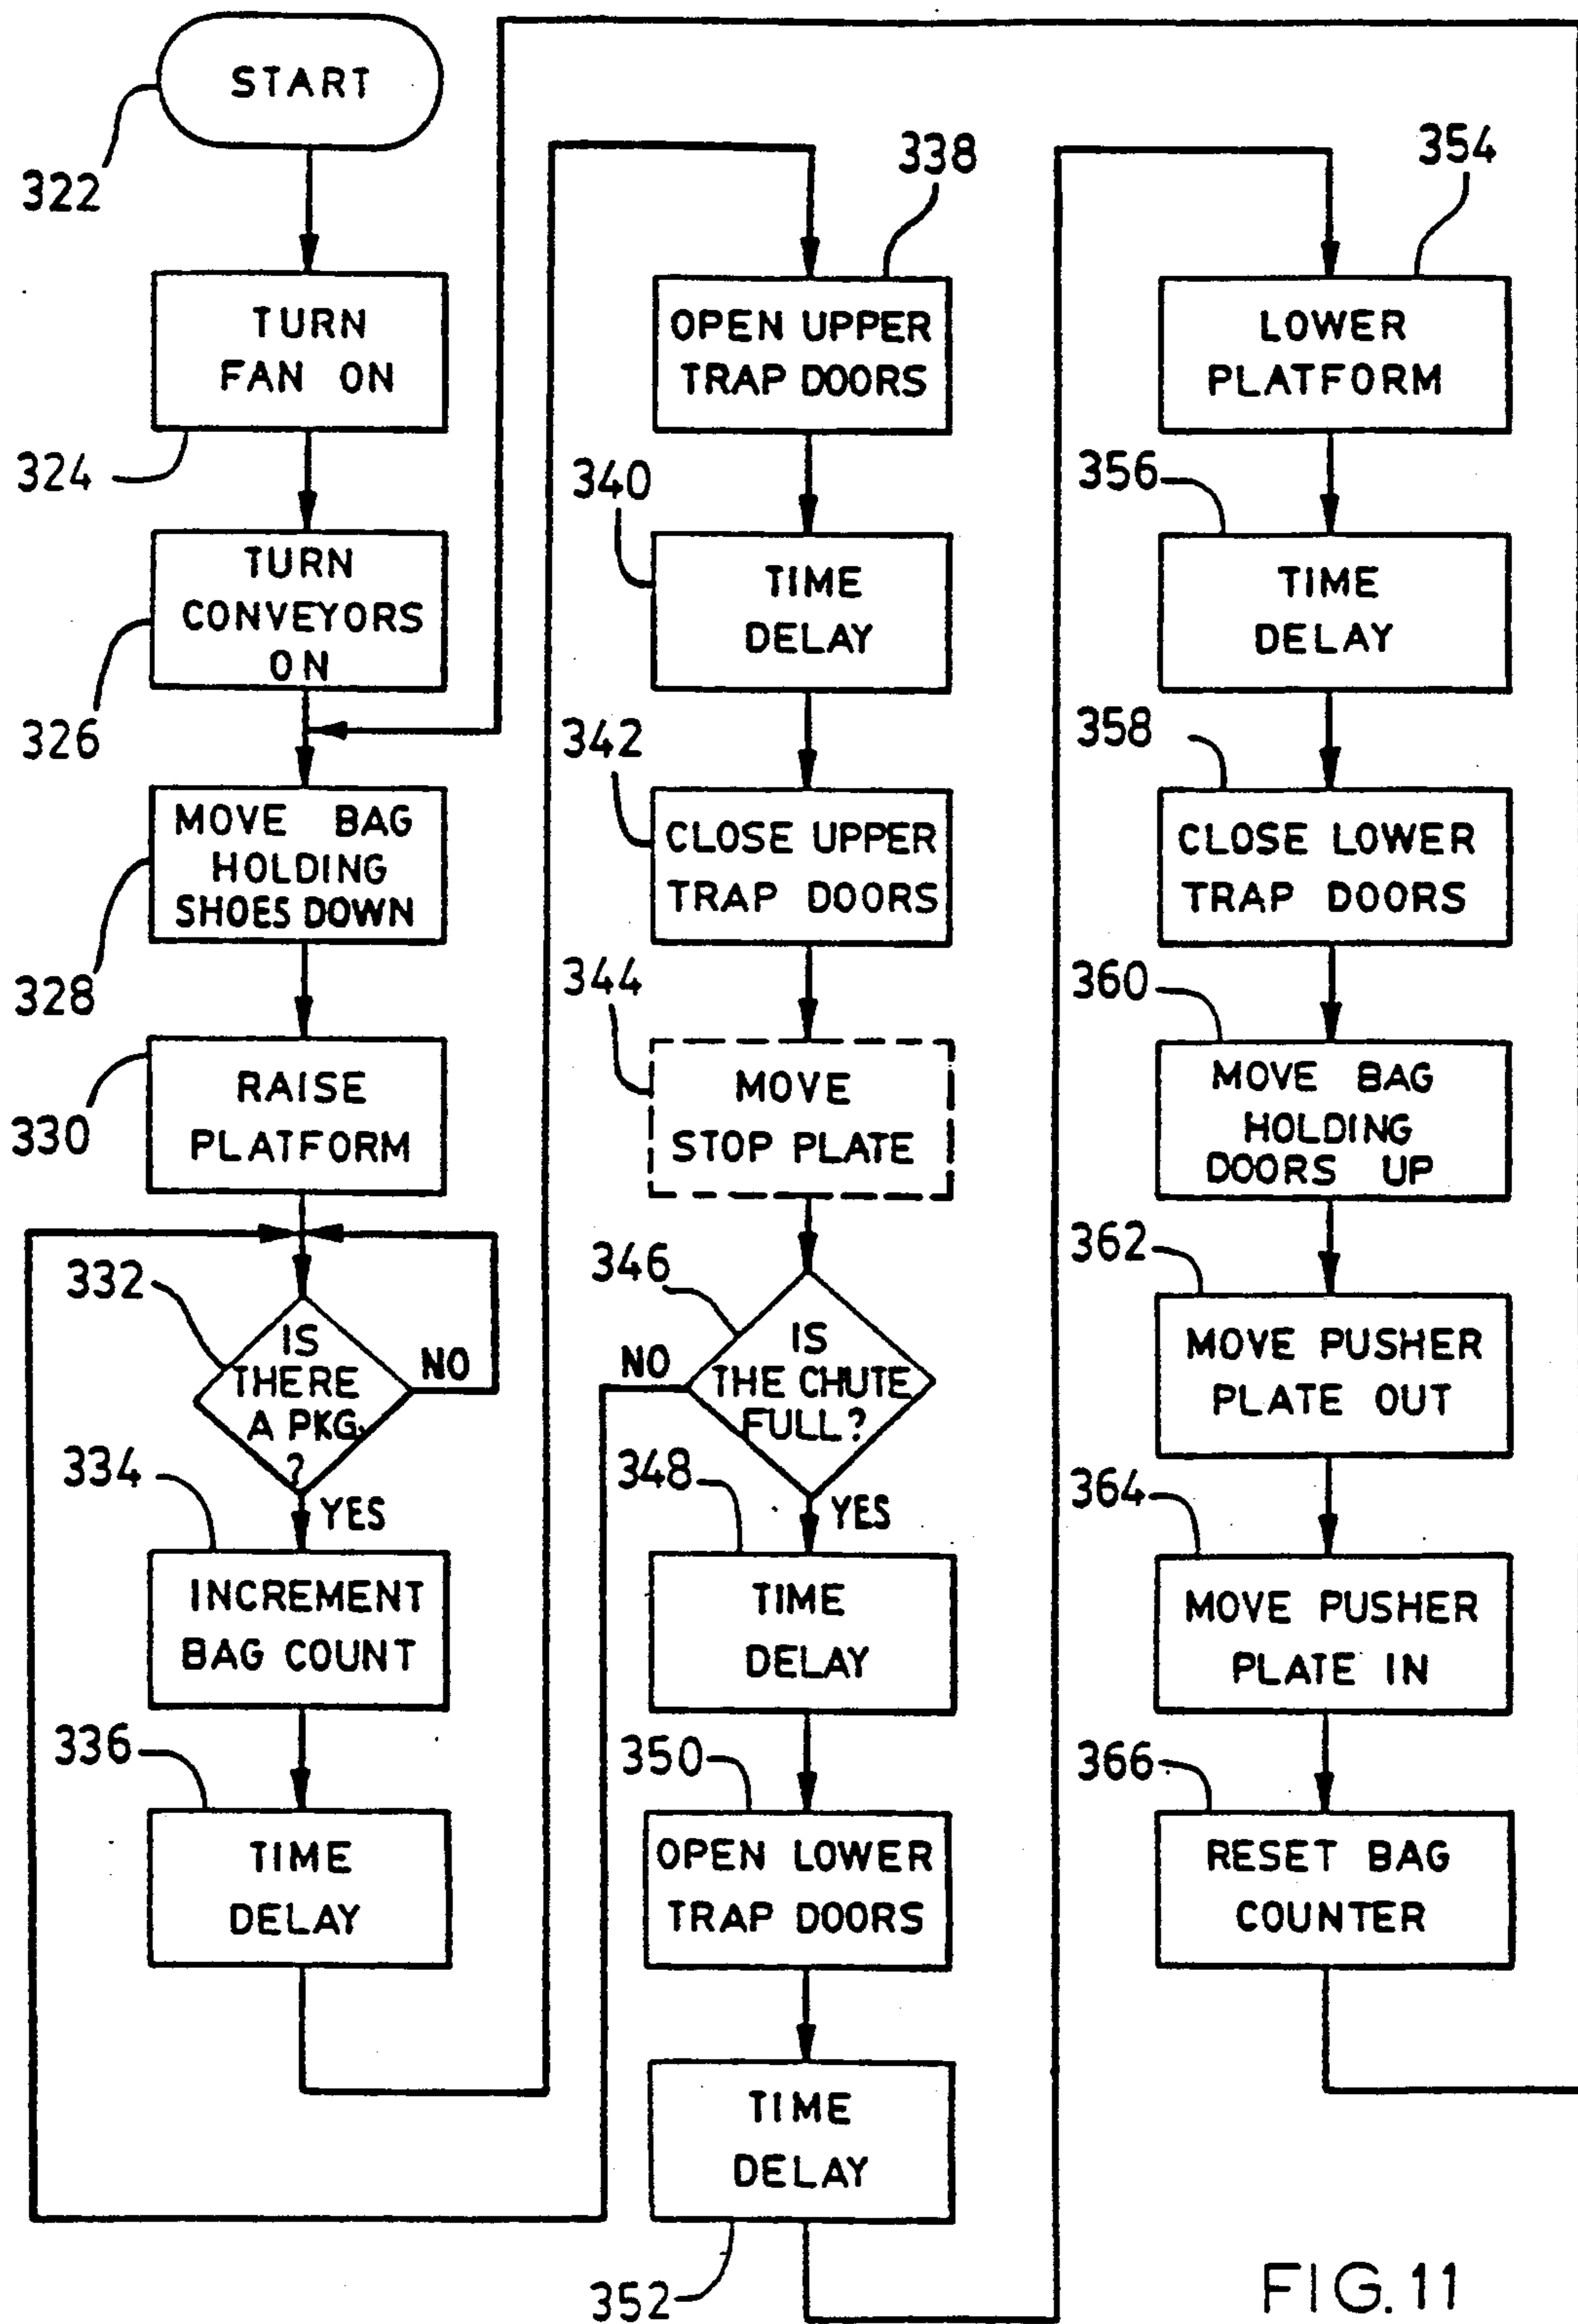 START
322
TURN
FAN ON
324
TURN
CONVEYORS
ON
326
MOVE BAG
HOLDING
SHOES DOWN
328
RAISE
PLATFORM
330
332
IS
THERE
A PKG.
?
NO
YES
334
INCREMENT
BAG COUNT
336
TIME
DELAY
338
OPEN UPPER
TRAP DOORS
340
TIME
DELAY
342
CLOSE UPPER
TRAP DOORS
344
MOVE
STOP PLATE
346
IS
THE CHUTE
FULL?
NO
YES
348
TIME
DELAY
350
OPEN LOWER
TRAP DOORS
TIME
DELAY
352
354
LOWER
PLATFORM
356
TIME
DELAY
358
CLOSE LOWER
TRAP DOORS
360
MOVE BAG
HOLDING
DOORS UP
362
MOVE PUSHER
PLATE OUT
364
MOVE PUSHER
PLATE IN
366
RESET BAG
COUNTER
FIG.11